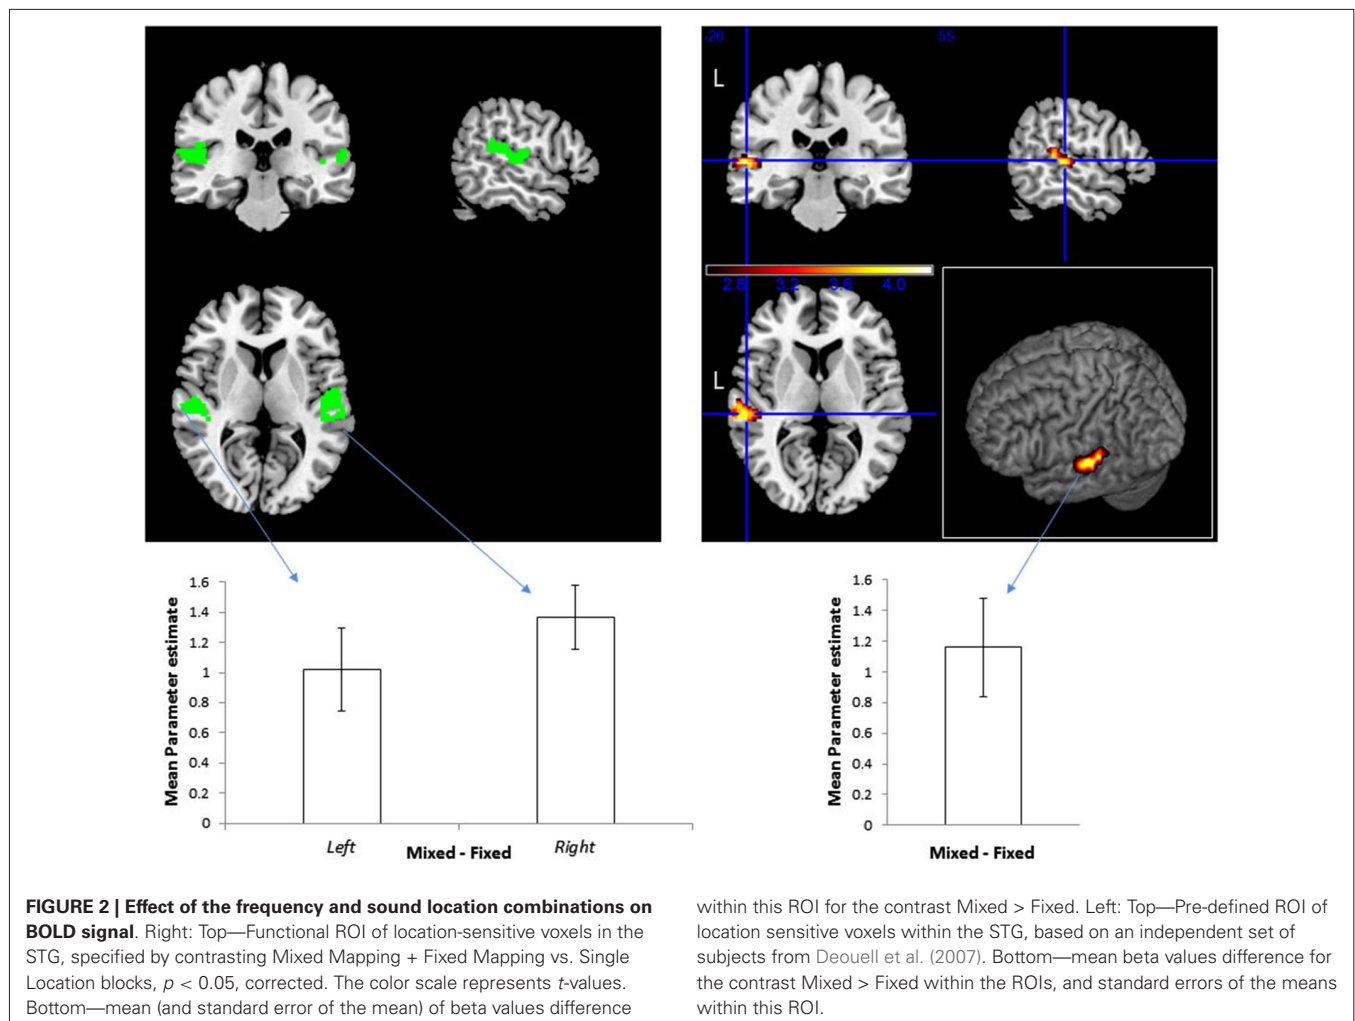 -26
55
L
2.8 3.2 3.6 4.0
L
1.6
1.4
1.2
1
0.8
0.6
0.4
0.2
0
Mean Parameter estimate
Left
Mixed - Fixed
Right
1.6
1.4
1.2
1
0.8
0.6
0.4
0.2
0
Mean Parameter estimate
Mixed - Fixed
FIGURE 2 | Effect of the frequency and sound location combinations on
BOLD signal. Right: Top—Functional ROI of location-sensitive voxels in the
STG, specified by contrasting Mixed Mapping + Fixed Mapping vs. Single
Location blocks, p < 0.05, corrected. The color scale represents t-values.
Bottom—mean (and standard error of the mean) of beta values difference
within this ROI for the contrast Mixed > Fixed. Left: Top—Pre-defined ROI of
location sensitive voxels within the STG, based on an independent set of
subjects from Deouell et al. (2007). Bottom—mean beta values difference for
the contrast Mixed > Fixed within the ROIs, and standard errors of the means
within this ROI.